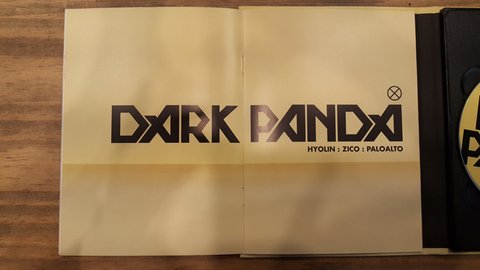 DARK PANDA
HYOLIN : ZICO : PALOALTO